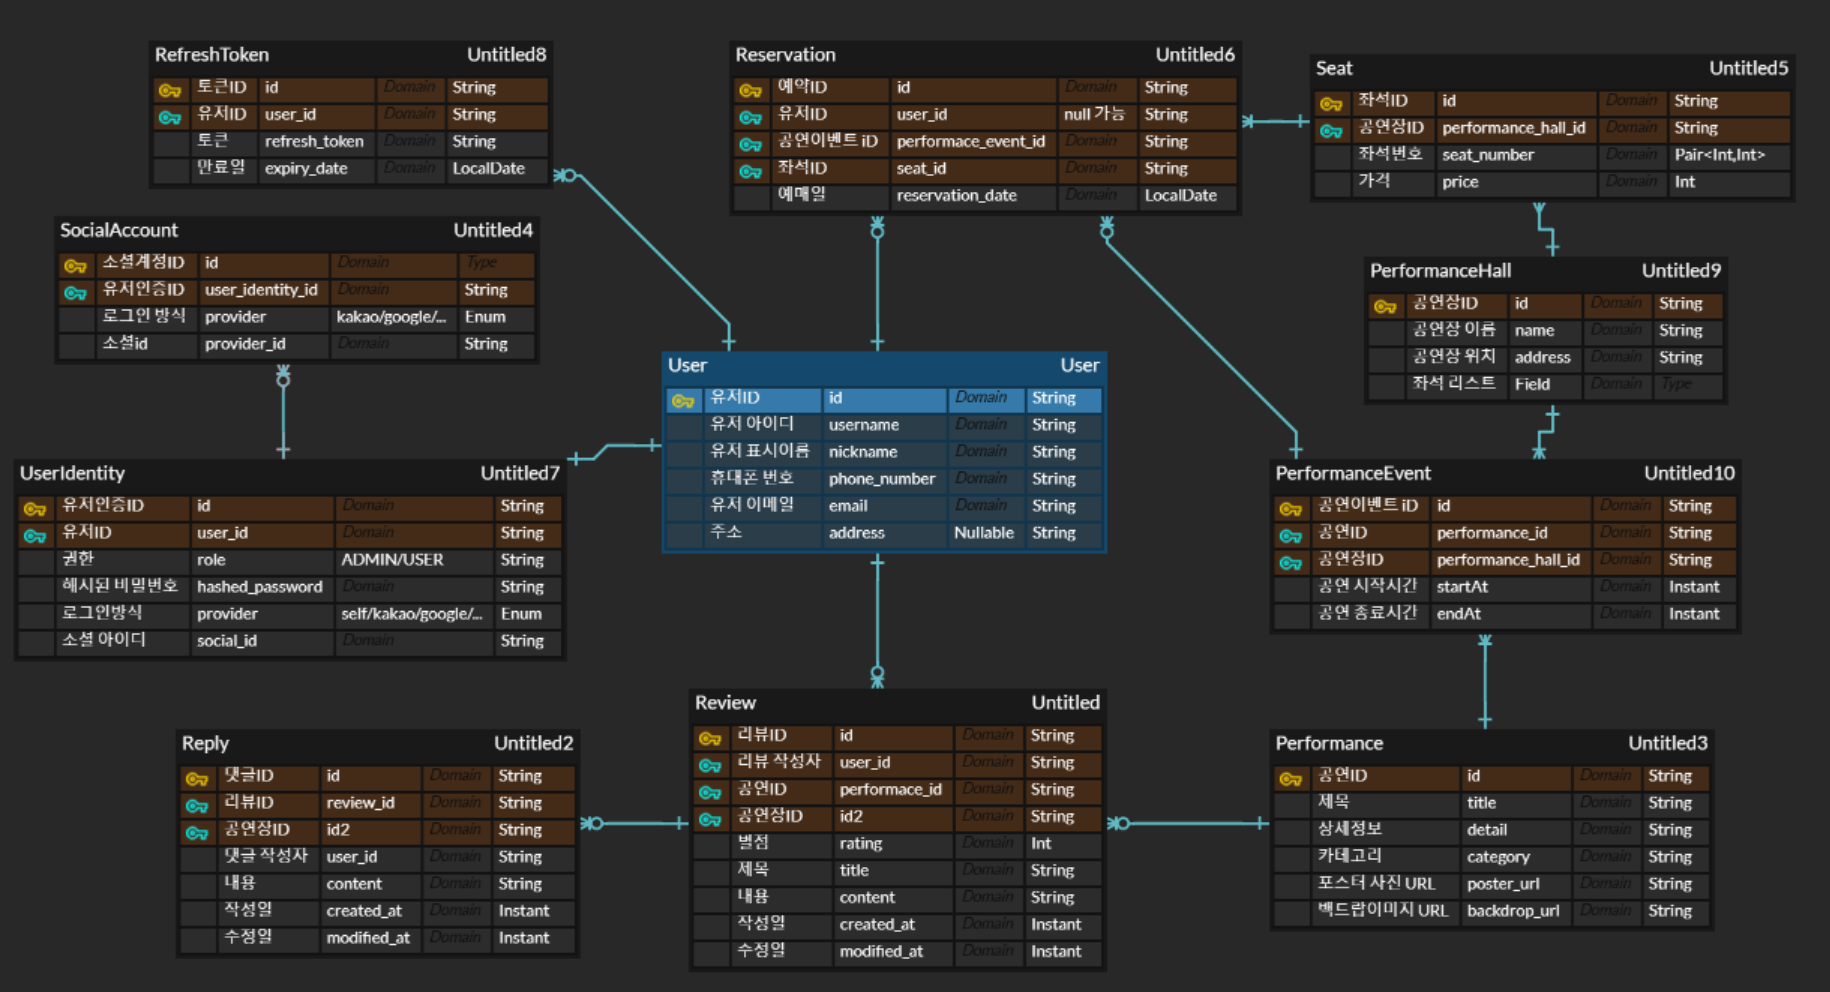 RefreshToken Untitled8
토큰ID id Domain String
유저ID user_id Domain String
토큰 refresh_token Domain String
만료일 expiry_date Domain LocalDate
Reservation Untitled6
예약ID id Domain String
유저ID user_id null 가능 String
공연이벤트 iD performace_event_id Domain String
좌석ID seat_id Domain String
예매일 reservation_date Domain LocalDate
Seat Untitled5
좌석ID id Domain String
공연장ID performance_hall_id Domain String
좌석번호 seat_number Domain Pair<Int,Int>
가격 price Domain Int
SocialAccount Untitled4
소셜계정ID id Domain Type
유저인증ID user_identity_id Domain String
로그인 방식 provider kakao/google/... Enum
소셜id provider_id Domain String
PerformanceHall Untitled9
공연장ID id Domain String
공연장 이름 name Domain String
공연장 위치 address Domain String
좌석 리스트 Field Domain Type
User User
유저ID id Domain String
유저 아이디 username Domain String
유저 표시이름 nickname Domain String
휴대폰 번호 phone_number Domain String
유저 이메일 email Domain String
주소 address Nullable String
UserIdentity Untitled7
유저인증ID id Domain String
유저ID user_id Domain String
권한 role ADMIN/USER String
해시된 비밀번호 hashed_password Domain String
로그인방식 provider self/kakao/google/... Enum
소셜 아이디 social_id Domain String
PerformanceEvent Untitled10
공연이벤트 iD id Domain String
공연ID performance_id Domain String
공연장ID performance_hall_id Domain String
공연 시작시간 startAt Domain Instant
공연 종료시간 endAt Domain Instant
Reply Untitled2
댓글ID id Domain String
리뷰ID review_id Domain String
공연장ID id2 Domain String
댓글 작성자 user_id Domain String
내용 content Domain String
작성일 created_at Domain Instant
수정일 modified_at Domain Instant
Review Untitled
리뷰ID id Domain String
리뷰 작성자 user_id Domain String
공연ID performace_id Domain String
공연장ID id2 Domain String
별점 rating Domain Int
제목 title Domain String
내용 content Domain String
작성일 created_at Domain Instant
수정일 modified_at Domain Instant
Performance Untitled3
공연ID id Domain String
제목 title Domain String
상세정보 detail Domain String
카테고리 category Domain String
포스터 사진 URL poster_url Domain String
백드랍이미지 URL backdrop_url Domain String